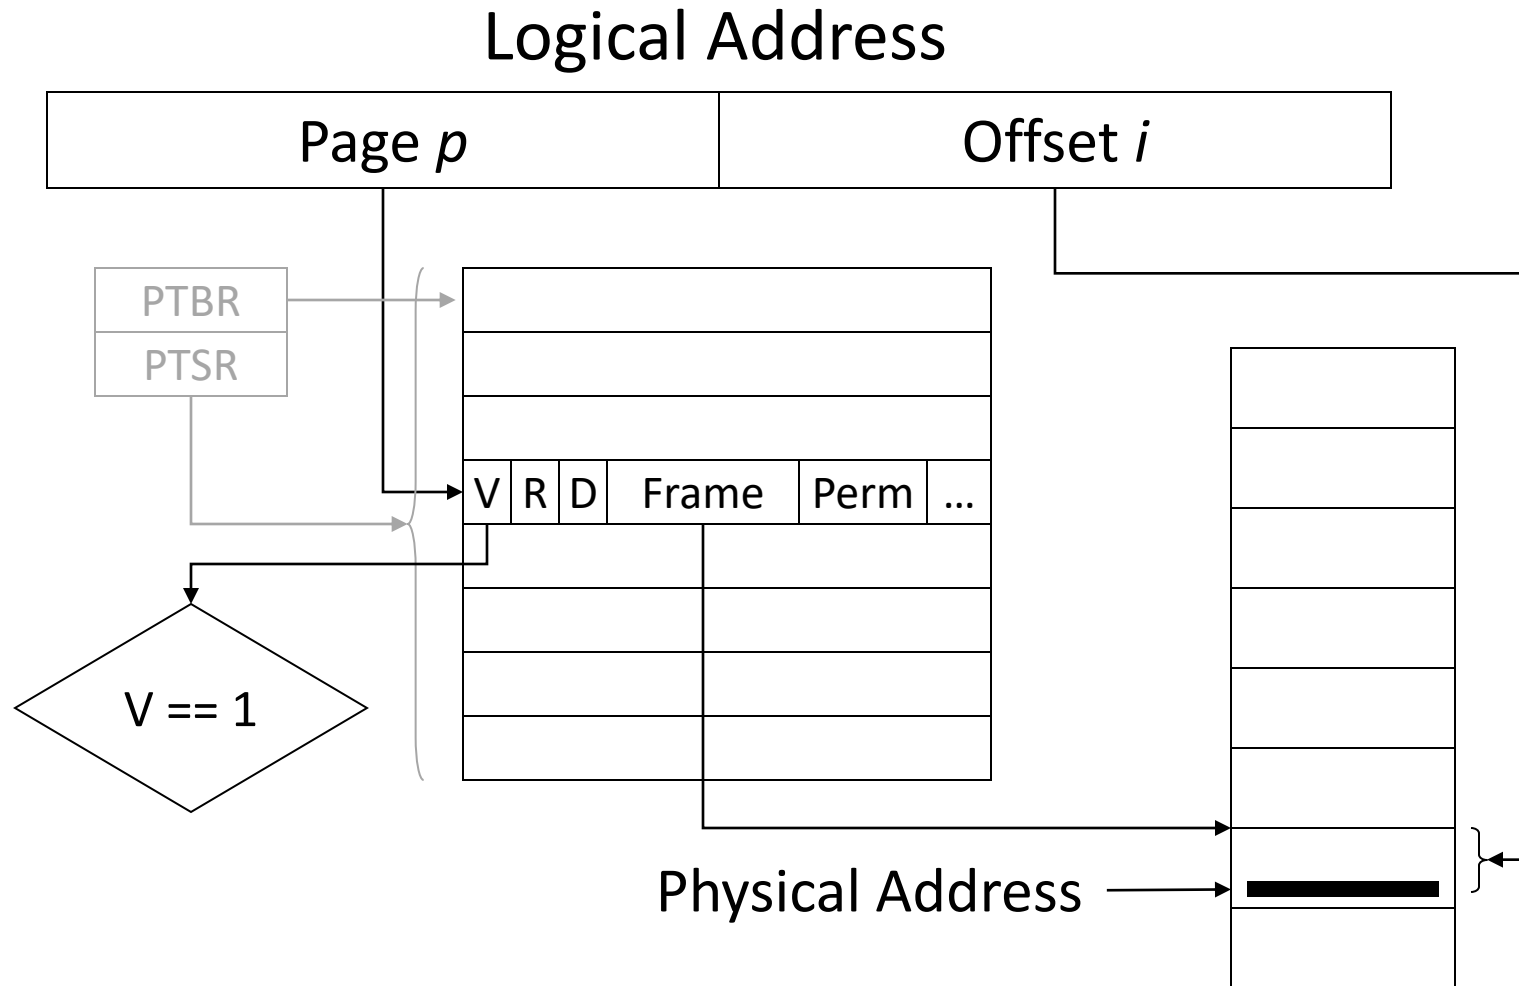 Logical Address
Page p
Offset i
PTBR
PTSR
V R D Frame Perm ...
V == 1
Physical Address